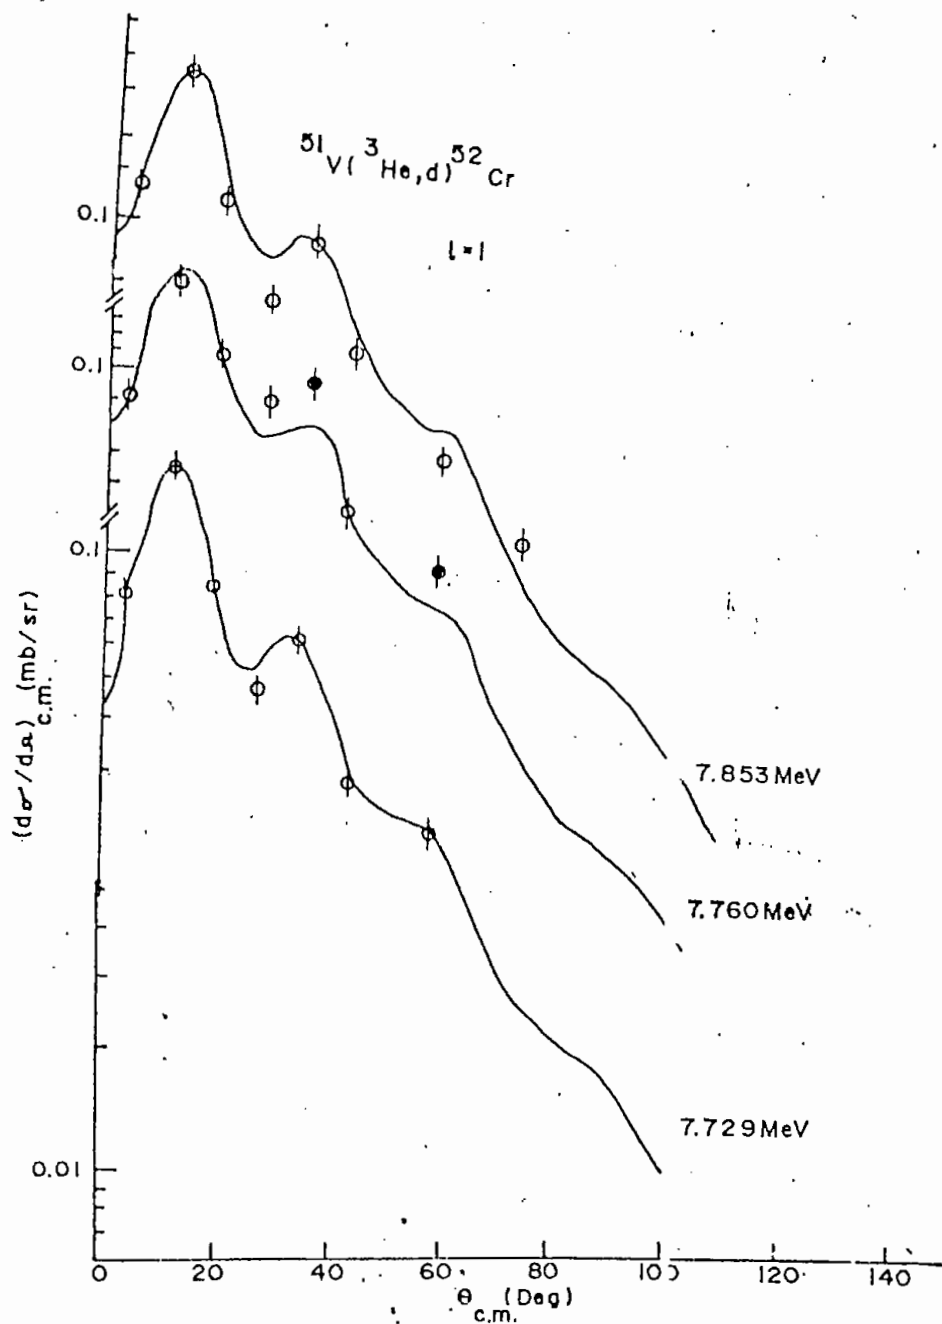 51V(3He,d)52Cr
l=1
0.1
0.1
0.1
0.01
(dσ/dΩ)c.m. (mb/sr)
7.853 MeV
7.760 MeV
7.729 MeV
0 20 40 60 80 100 120 140
θc.m. (Deg)